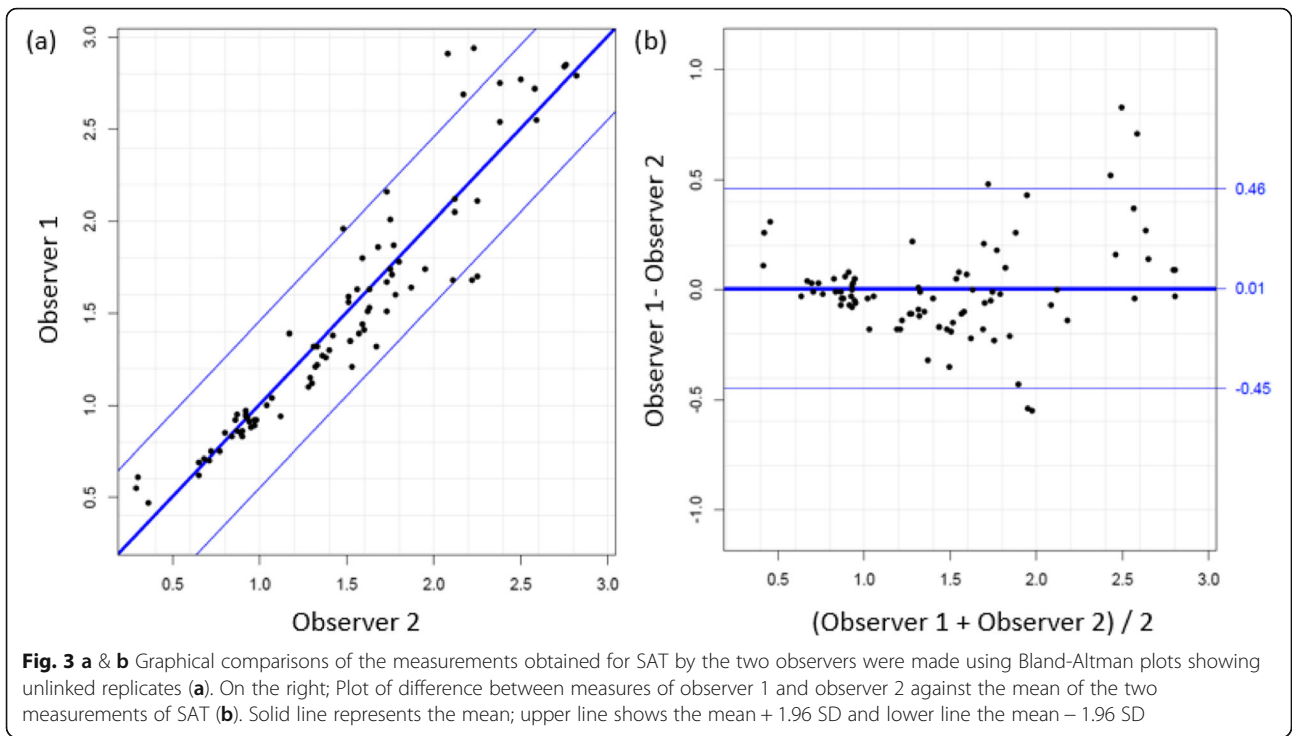 (a)
3.0
2.5
2.0
1.5
1.0
0.5
Observer 1
0.5 1.0 1.5 2.0 2.5 3.0
Observer 2
(b)
1.0
0.5
0.0
-0.5
-1.0
Observer 1- Observer 2
0.46
0.01
-0.45
0.5 1.0 1.5 2.0 2.5 3.0
(Observer 1 + Observer 2) / 2
Fig. 3 a & b Graphical comparisons of the measurements obtained for SAT by the two observers were made using Bland-Altman plots showing
unlinked replicates (a). On the right; Plot of difference between measures of observer 1 and observer 2 against the mean of the two
measurements of SAT (b). Solid line represents the mean; upper line shows the mean + 1.96 SD and lower line the mean − 1.96 SD